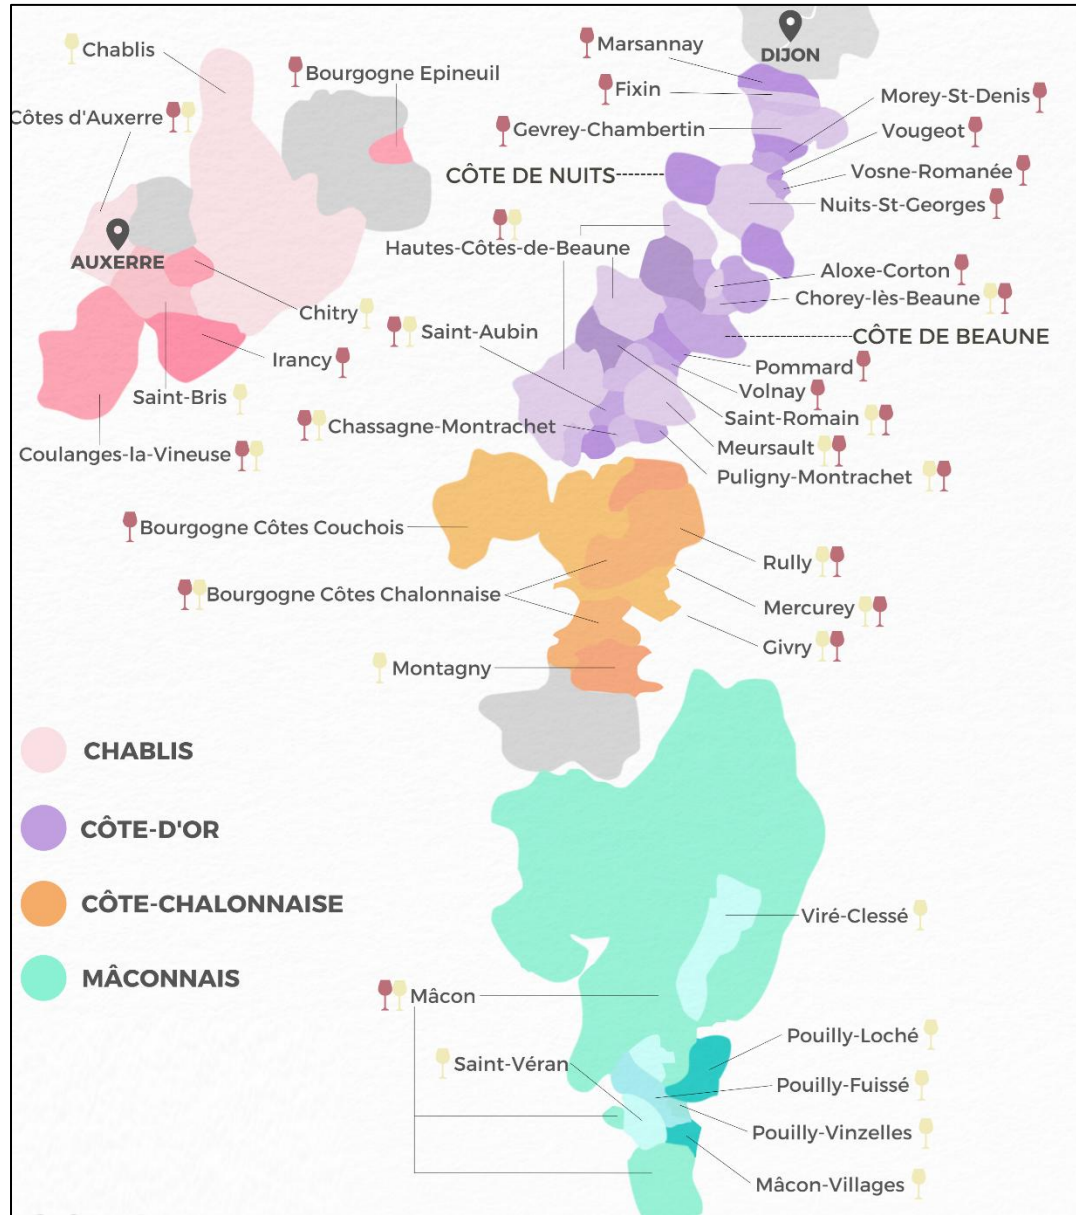 Chablis
Côtes d'Auxerre
Bourgogne Epineuil
AUXERRE
Chitry
Irancy
Saint-Bris
Coulanges-la-Vineuse
DIJON
Marsannay
Fixin
Gevrey-Chambertin
Morey-St-Denis
Vougeot
Vosne-Romanée
Nuits-St-Georges
CÔTE DE NUITS
Hautes-Côtes-de-Beaune
Aloxe-Corton
Chorey-lès-Beaune
Saint-Aubin
CÔTE DE BEAUNE
Pommard
Volnay
Saint-Romain
Chassagne-Montrachet
Meursault
Puligny-Montrachet
Bourgogne Côtes Couchois
Rully
Bourgogne Côtes Chalonnaise
Mercurey
Givry
Montagny
CHABLIS
CÔTE-D'OR
CÔTE-CHALONNAISE
MÂCONNAIS
Viré-Clessé
Mâcon
Pouilly-Loché
Saint-Véran
Pouilly-Fuissé
Pouilly-Vinzelles
Mâcon-Villages